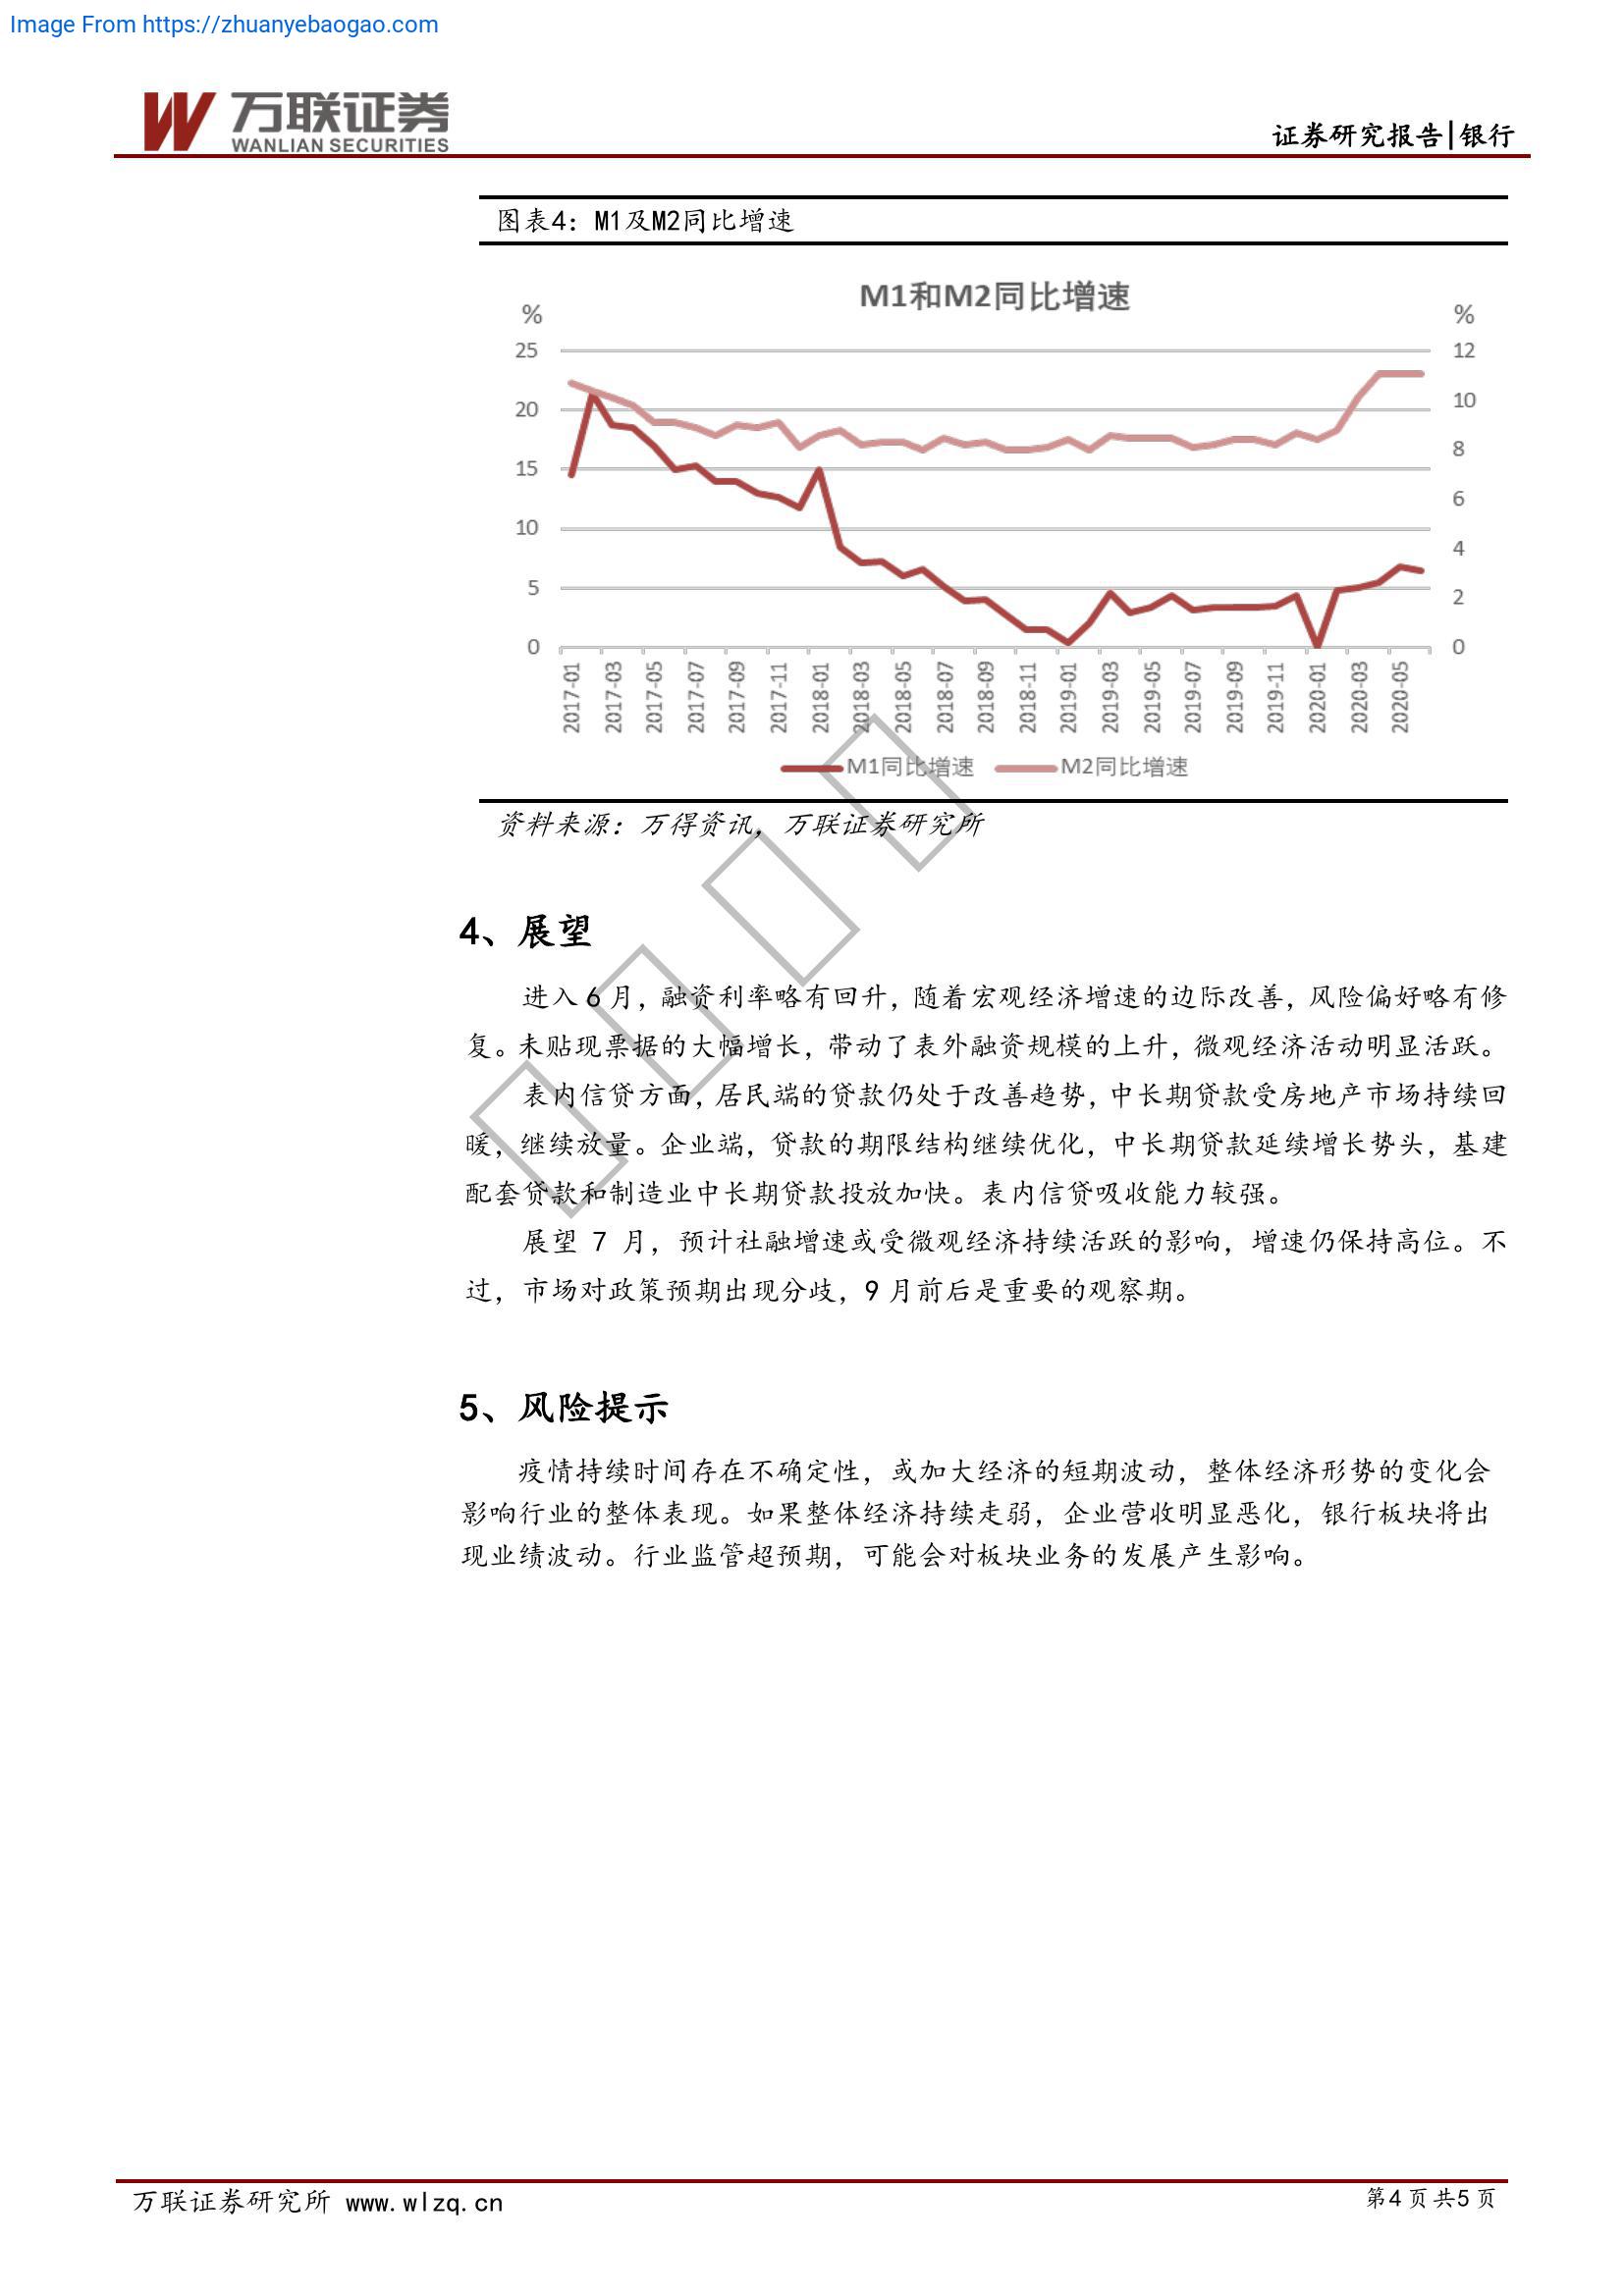 Image From https://zhuanyebaogao.com
万联证券
WANLIAN SECURITIES
证券研究报告|银行
图表4：M1及M2同比增速
M1和M2同比增速
% %
25 12
20 10
15 8
10 6
5 4
0 2
0
2017-01 2017-03 2017-05 2017-07 2017-09 2017-11 2018-01 2018-03 2018-05 2018-07 2018-09 2018-11 2019-01 2019-03 2019-05 2019-07 2019-09 2019-11 2020-01 2020-03 2020-05
M1同比增速 M2同比增速
资料来源：万得资讯，万联证券研究所
4、展望
进入 6 月，融资利率略有回升，随着宏观经济增速的边际改善，风险偏好略有修
复。未贴现票据的大幅增长，带动了表外融资规模的上升，微观经济活动明显活跃。
表内信贷方面，居民端的贷款仍处于改善趋势，中长期贷款受房地产市场持续回
暖，继续放量。企业端，贷款的期限结构继续优化，中长期贷款延续增长势头，基建
配套贷款和制造业中长期贷款投放加快。表内信贷吸收能力较强。
展望 7 月，预计社融增速或受微观经济持续活跃的影响，增速仍保持高位。不
过，市场对政策预期出现分歧，9 月前后是重要的观察期。
5、风险提示
疫情持续时间存在不确定性，或加大经济的短期波动，整体经济形势的变化会
影响行业的整体表现。如果整体经济持续走弱，企业营收明显恶化，银行板块将出
现业绩波动。行业监管超预期，可能会对板块业务的发展产生影响。
万联证券研究所 www.wlzq.cn
第4页共5页